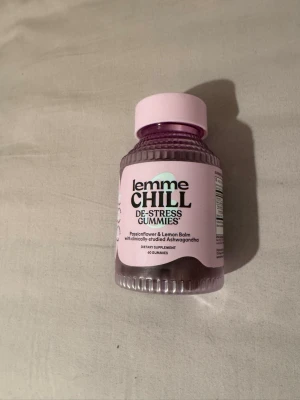 lemme
CHILL
DE-STRESS
GUMMIES*
Passionflower & Lemon Balm
with clinically-studied Ashwagandha
DIETARY SUPPLEMENT
60 GUMMIES